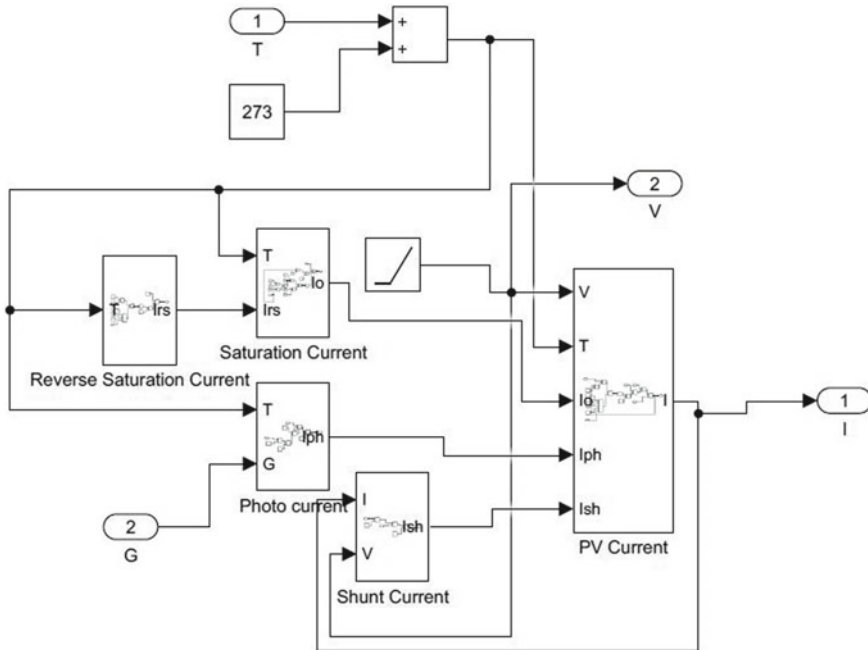 1
+
+
T
273
2
V
T
Io
Irs
T
Irs
V
Saturation Current
T
Reverse Saturation Current
Io
I
1
T
Iph
Iph
I
G
I
Photo current
Ish
2
Ish
PV Current
G
V
Shunt Current